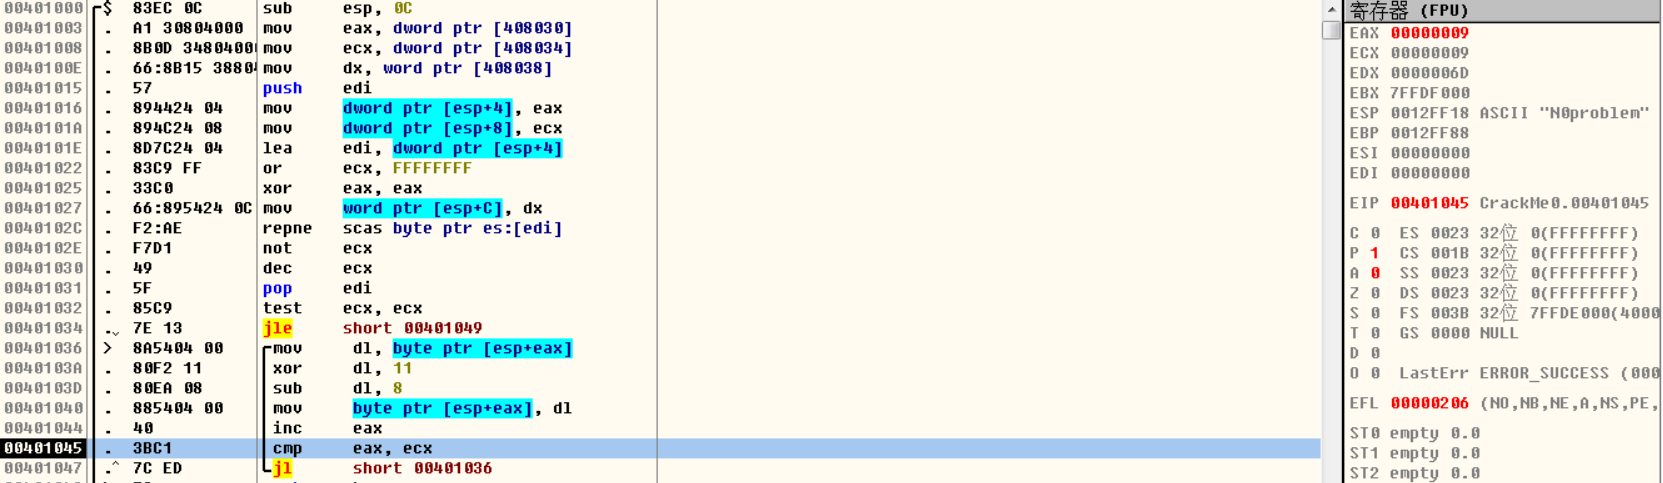 00401000 $ 83EC 0C sub esp, 0C
00401003 . A1 30804000 mov eax, dword ptr [408030]
00401008 . 8B0D 3480400 mov ecx, dword ptr [408034]
0040100E . 66:8B15 3880 mov dx, word ptr [408038]
00401015 . 57 push edi
00401016 . 894424 04 mov dword ptr [esp+4], eax
0040101A . 894C24 08 mov dword ptr [esp+8], ecx
0040101E . 8D7C24 04 lea edi, dword ptr [esp+4]
00401022 . 83C9 FF or ecx, FFFFFFFF
00401025 . 33C0 xor eax, eax
00401027 . 66:895424 0C mov word ptr [esp+C], dx
0040102C . F2:AE repne scas byte ptr es:[edi]
0040102E . F7D1 not ecx
00401030 . 49 dec ecx
00401031 . 5F pop edi
00401032 . 85C9 test ecx, ecx
00401034 . 7E 13 jle short 00401049
00401036 > 8A5404 00 mov dl, byte ptr [esp+eax]
0040103A . 80F2 11 xor dl, 11
0040103D . 80EA 08 sub dl, 8
00401040 . 885404 00 mov byte ptr [esp+eax], dl
00401044 . 40 inc eax
00401045 . 3BC1 cmp eax, ecx
00401047 .^ 7C ED jl short 00401036
寄存器 (FPU)
EAX 00000009
ECX 00000009
EDX 0000006D
EBX 7FFDF000
ESP 0012FF18 ASCII "N0problem"
EBP 0012FF88
ESI 00000000
EDI 00000000
EIP 00401045 CrackMe0.00401045
C 0 ES 0023 32位 0(FFFFFFFF)
P 1 CS 001B 32位 0(FFFFFFFF)
A 0 SS 0023 32位 0(FFFFFFFF)
Z 0 DS 0023 32位 0(FFFFFFFF)
S 0 FS 003B 32位 7FFDE000(4000
T 0 GS 0000 NULL
D 0
O 0 LastErr ERROR_SUCCESS (000
EFL 00000206 (NO,NB,NE,A,NS,PE,
ST0 empty 0.0
ST1 empty 0.0
ST2 empty 0.0